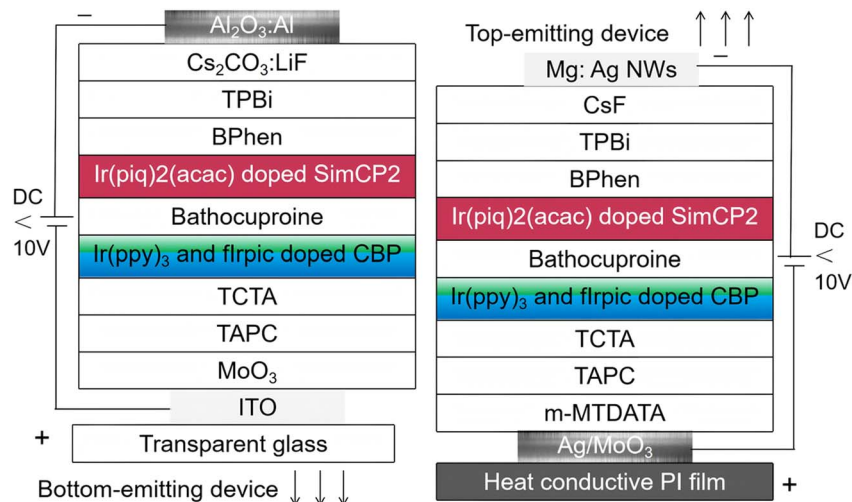 −
Al₂O₃:Al
Cs₂CO₃:LiF
TPBi
BPhen
Ir(piq)2(acac) doped SimCP2
DC
<
10V
Bathocuproine
Ir(ppy)₃ and flrpic doped CBP
TCTA
TAPC
MoO₃
ITO
+
Transparent glass
Bottom-emitting device
Top-emitting device
−
Mg: Ag NWs
CsF
TPBi
BPhen
Ir(piq)2(acac) doped SimCP2
DC
<
10V
Bathocuproine
Ir(ppy)₃ and flrpic doped CBP
TCTA
TAPC
m-MTDATA
Ag/MoO₃
Heat conductive PI film
+